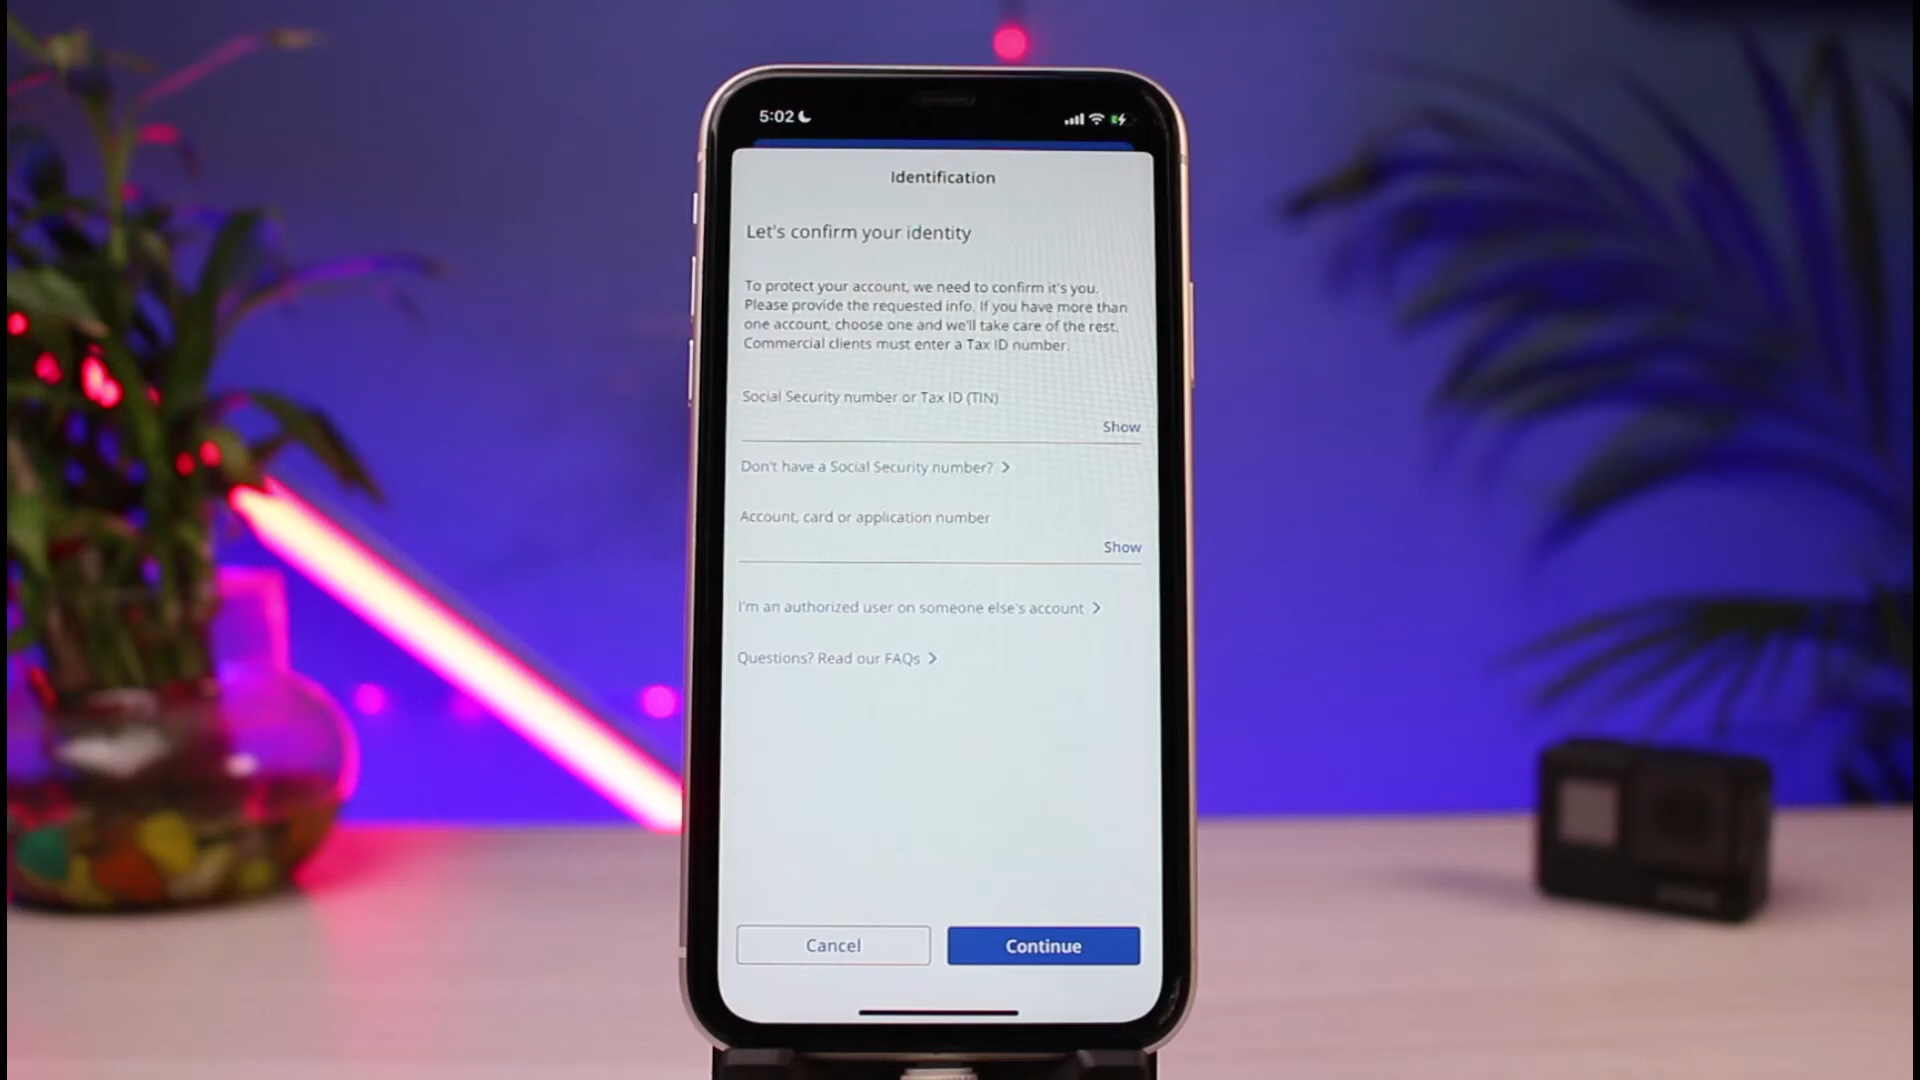 5:02
Identification
Let's confirm your identity
To protect your account, we need to confirm it's you.
Please provide the requested info. If you have more than
one account, choose one and we'll take care of the rest.
Commercial clients must enter a Tax ID number.
Social Security number or Tax ID (TIN)
Show
Don't have a Social Security number?
Account, card or application number
Show
I'm an authorized user on someone else's account
Questions? Read our FAQs
Cancel
Continue